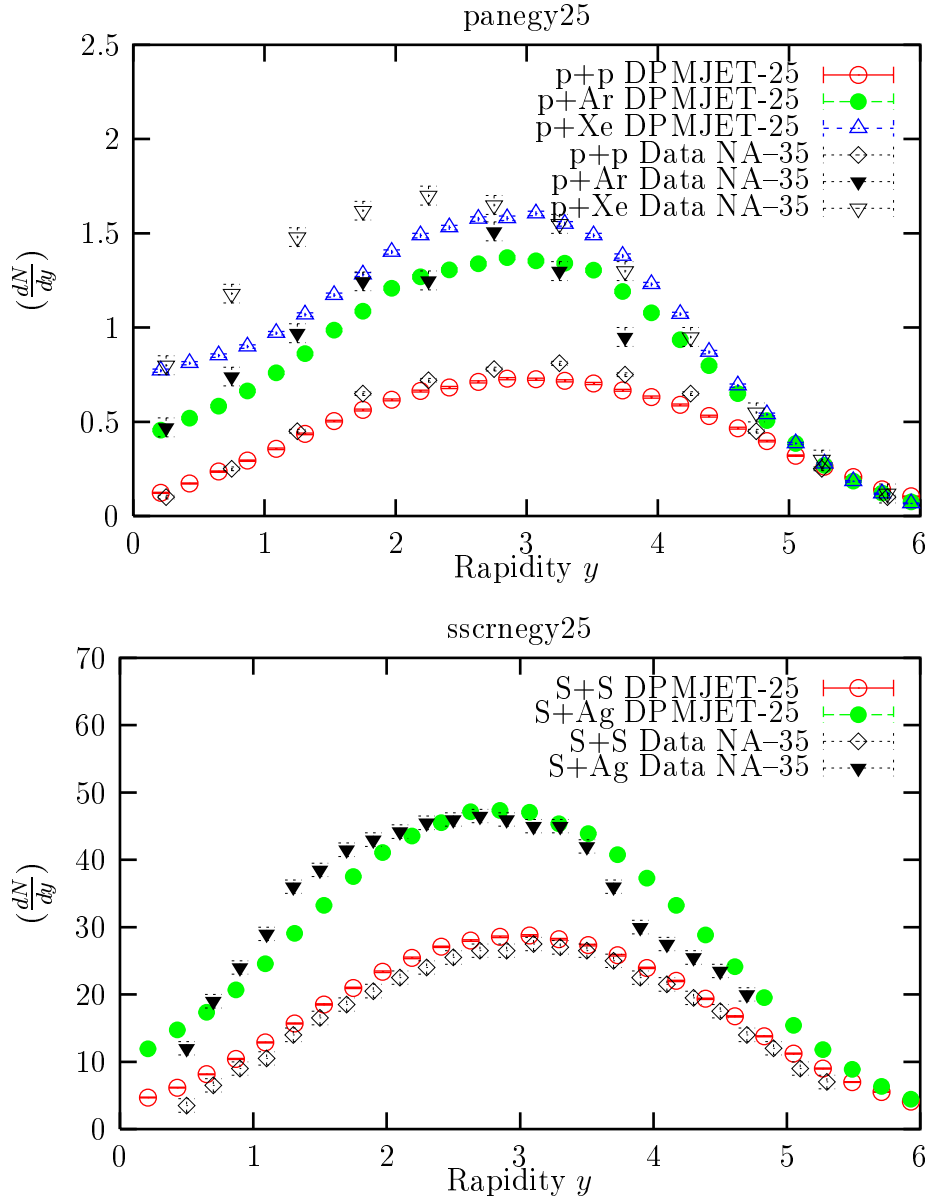 panegy25
2.5
2
1.5
1
0.5
0
(dN/dy)
p+p DPMJET-25
p+Ar DPMJET-25
p+Xe DPMJET-25
p+p Data NA–35
p+Ar Data NA–35
p+Xe Data NA–35
0 1 2 3 4 5 6
Rapidity y
sscrnegy25
70
60
50
40
30
20
10
0
(dN/dy)
S+S DPMJET-25
S+Ag DPMJET-25
S+S Data NA–35
S+Ag Data NA–35
0 1 2 3 4 5 6
Rapidity y